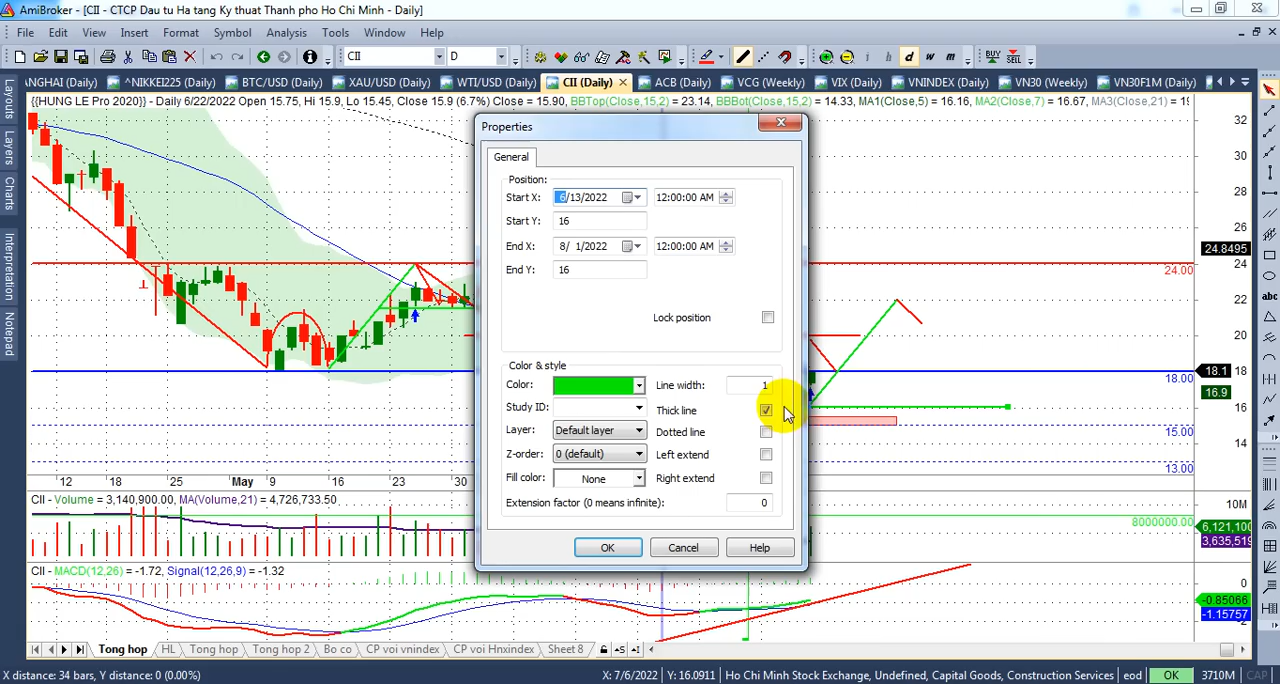 AmiBroker - [CII - CTCP Dau tu Ha tang Ky thuat Thanh pho Ho Chi Minh - Daily]
File Edit View Insert Format Symbol Analysis Tools Window Help
CII D i h d w m BUY SELL
NGHAI (Daily) ^NIKKEI225 (Daily) BTC/USD (Daily) XAU/USD (Daily) WTI/USD (Daily) CII (Daily) ACB (Daily) VCG (Weekly) VIX (Daily) VNINDEX (Daily) VN30 (Weekly) VN30F1M (Daily)
{{HUNG LE Pro 2020}} - Daily 6/22/2022 Open 15.75, Hi 15.9, Lo 15.45, Close 15.9 (6.7%) Close = 15.90, BBTop(Close,15,2) = 23.14, BBBot(Close,15,2) = 14.33, MA1(Close,5) = 16.16, MA2(Close,7) = 16.67, MA3(Close,21) = 19
Layouts
Layers
Charts
Interpretation
Notepad
Properties
General
Position:
Start X: 6/13/2022 12:00:00 AM
Start Y: 16
End X: 8/ 1/2022 12:00:00 AM
End Y: 16
Lock position
Color & style
Color: Line width: 1
Study ID: Thick line
Layer: Default layer Dotted line
Z-order: 0 (default) Left extend
Fill color: None Right extend
Extension factor (0 means infinite): 0
OK Cancel Help
32
30
28
26
24.8495
24
24.00
22
20
18.1
18.00
16.9
16
15.00
14
13.00
abc
12 18 25 May 9 16 24 30
CII - Volume = 3,140,900.00, MA(Volume,21) = 4,726,733.50
10M
8000000.00
6,121,100
3,635,519
CII - MACD(12,26) = -1.72, Signal(12,26,9) = -1.32
0
-0.85066
-1.15757
Tong hop HL Tong hop Tong hop 2 Bo co CP voi vnindex CP voi Hnxindex Sheet 8
X distance: 34 bars, Y distance: 0 (0.00%) X: 7/6/2022 Y: 16.0911 Ho Chi Minh Stock Exchange, Undefined, Capital Goods, Construction Services eod OK 3710M CAP